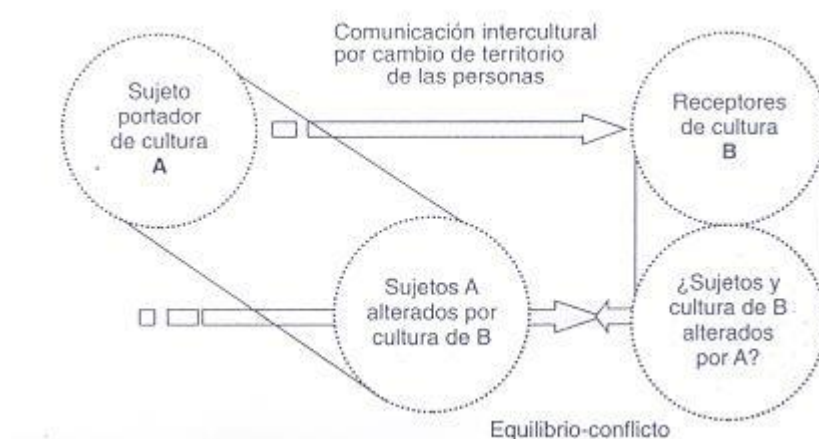 Comunicación intercultural
por cambio de territorio
de las personas
Sujeto
portador
de cultura
A
Receptores
de cultura
B
Sujetos A
alterados por
cultura de B
¿Sujetos y
cultura de B
alterados
por A?
Equilibrio-conflicto